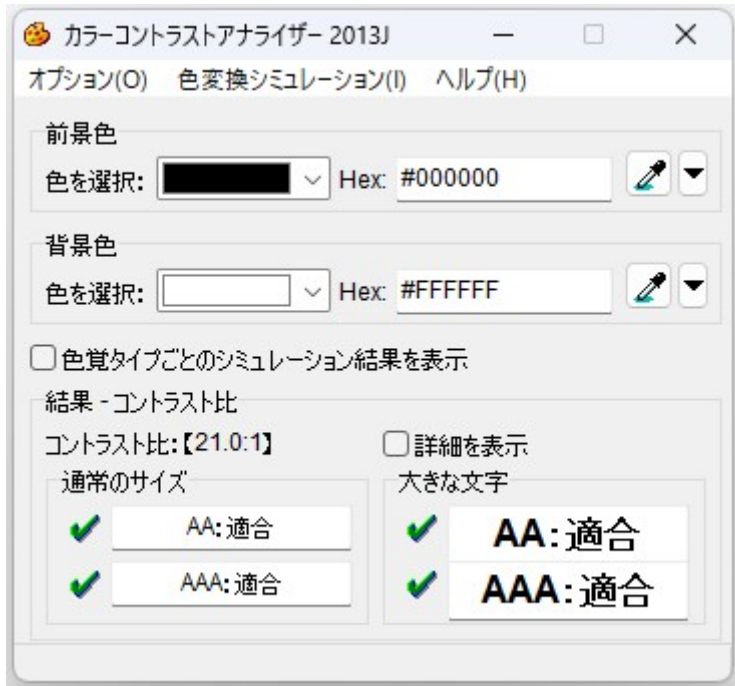 カラーコントラストアナライザー 2013J
オプション(O) 色変換シミュレーション(I) ヘルプ(H)
前景色
色を選択: Hex: #000000
背景色
色を選択: Hex: #FFFFFF
色覚タイプごとのシミュレーション結果を表示
結果 - コントラスト比
コントラスト比:【21.0:1】 詳細を表示
通常のサイズ 大きな文字
AA:適合 AA:適合
AAA:適合 AAA:適合